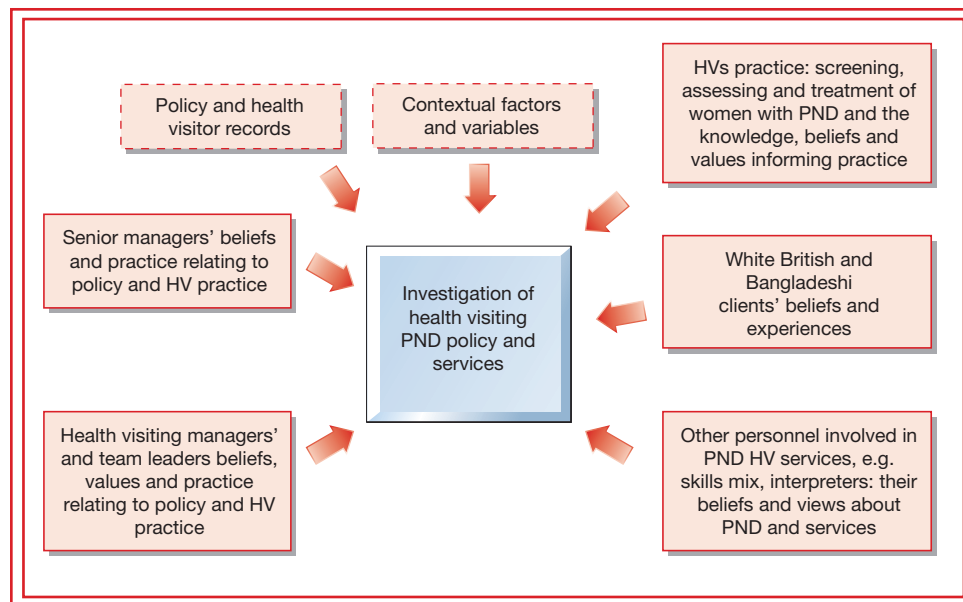 Policy and health
visitor records
Contextual factors
and variables
HVs practice: screening,
assessing and treatment of
women with PND and the
knowledge, beliefs and
values informing practice
Senior managers’ beliefs
and practice relating to
policy and HV practice
Investigation of
health visiting
PND policy and
services
White British and
Bangladeshi
clients’ beliefs and
experiences
Health visiting managers’
and team leaders beliefs,
values and practice
relating to policy and HV
practice
Other personnel involved in
PND HV services, e.g.
skills mix, interpreters: their
beliefs and views about
PND and services